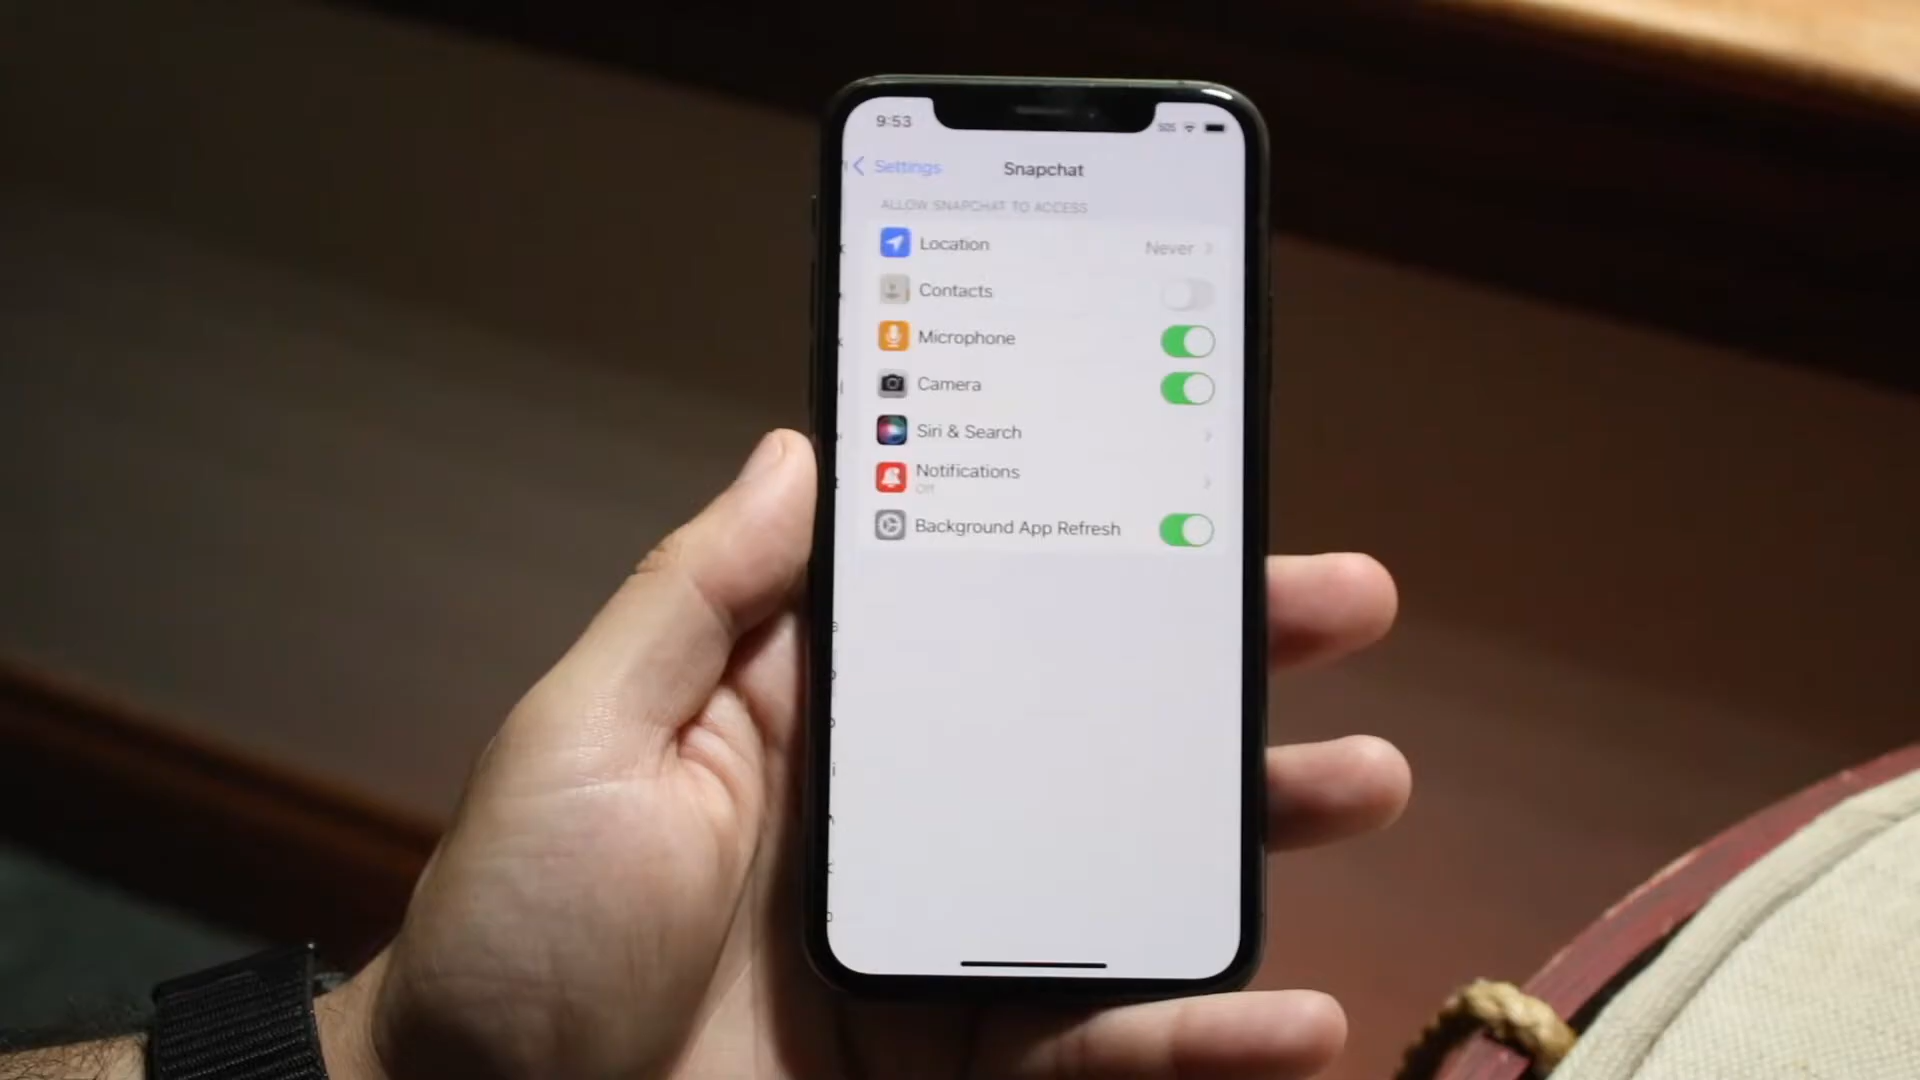 9:53
SOS
Settings
Snapchat
ALLOW SNAPCHAT TO ACCESS
Location
Never
Contacts
Microphone
Camera
Siri & Search
Notifications
Off
Background App Refresh